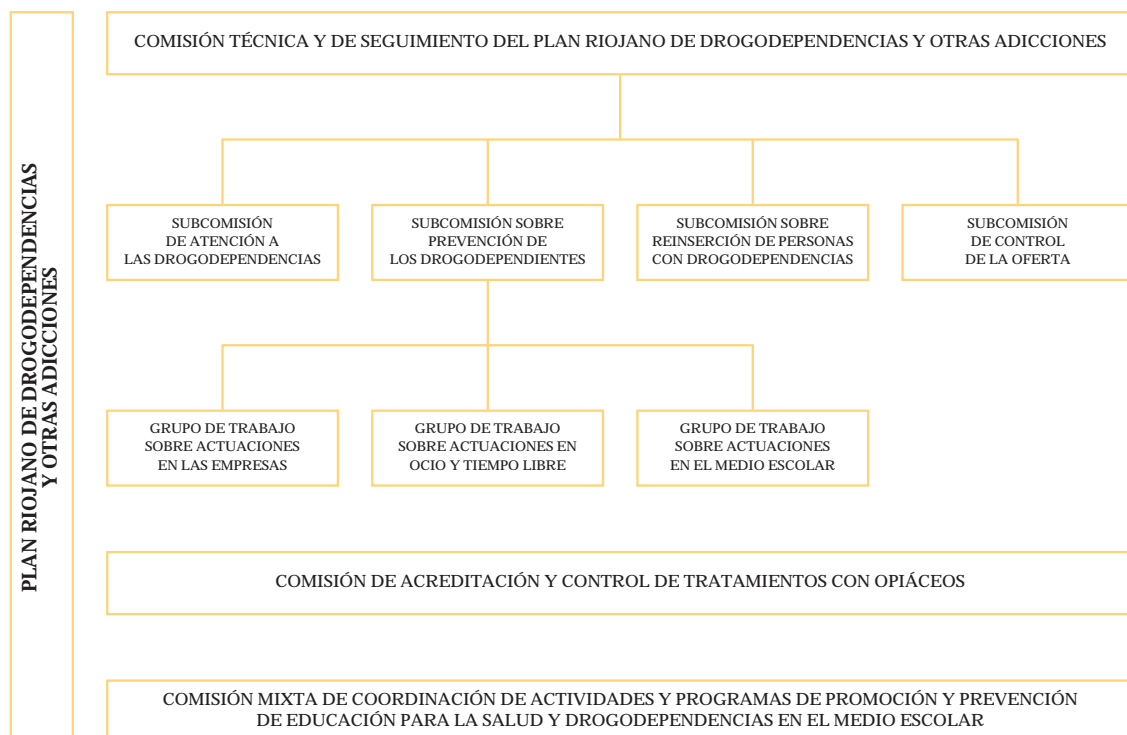 PLAN RIOJANO DE DROGODEPENDENCIAS
Y OTRAS ADICCIONES
COMISIÓN TÉCNICA Y DE SEGUIMIENTO DEL PLAN RIOJANO DE DROGODEPENDENCIAS Y OTRAS ADICCIONES
SUBCOMISIÓN
DE ATENCIÓN A
LAS DROGODEPENDENCIAS
SUBCOMISIÓN SOBRE
PREVENCIÓN DE
LOS DROGODEPENDIENTES
SUBCOMISIÓN SOBRE
REINSERCIÓN DE PERSONAS
CON DROGODEPENDENCIAS
SUBCOMISIÓN
DE CONTROL
DE LA OFERTA
GRUPO DE TRABAJO
SOBRE ACTUACIONES
EN LAS EMPRESAS
GRUPO DE TRABAJO
SOBRE ACTUACIONES EN
OCIO Y TIEMPO LIBRE
GRUPO DE TRABAJO
SOBRE ACTUACIONES
EN EL MEDIO ESCOLAR
COMISIÓN DE ACREDITACIÓN Y CONTROL DE TRATAMIENTOS CON OPIÁCEOS
COMISIÓN MIXTA DE COORDINACIÓN DE ACTIVIDADES Y PROGRAMAS DE PROMOCIÓN Y PREVENCIÓN
DE EDUCACIÓN PARA LA SALUD Y DROGODEPENDENCIAS EN EL MEDIO ESCOLAR